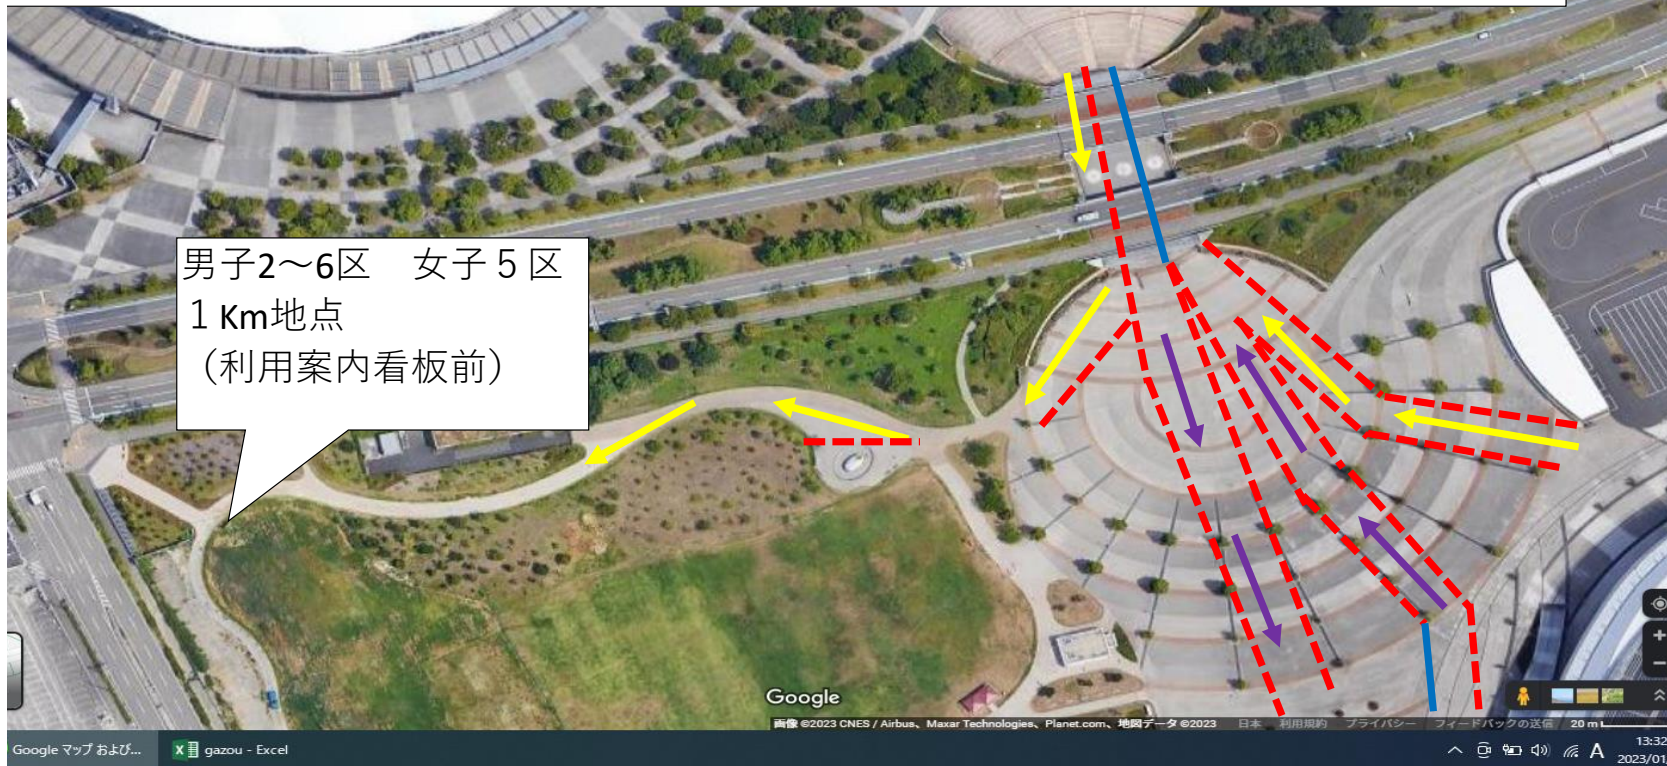 男子2～6区　女子５区
１Km地点
（利用案内看板前）
Google
画像 ©2023 CNES / Airbus、Maxar Technologies、Planet.com、地図データ ©2023 日本 利用規約 プライバシー フィードバックの送信 20 m
Google マップ および... gazou - Excel A 13:32
2023/01/